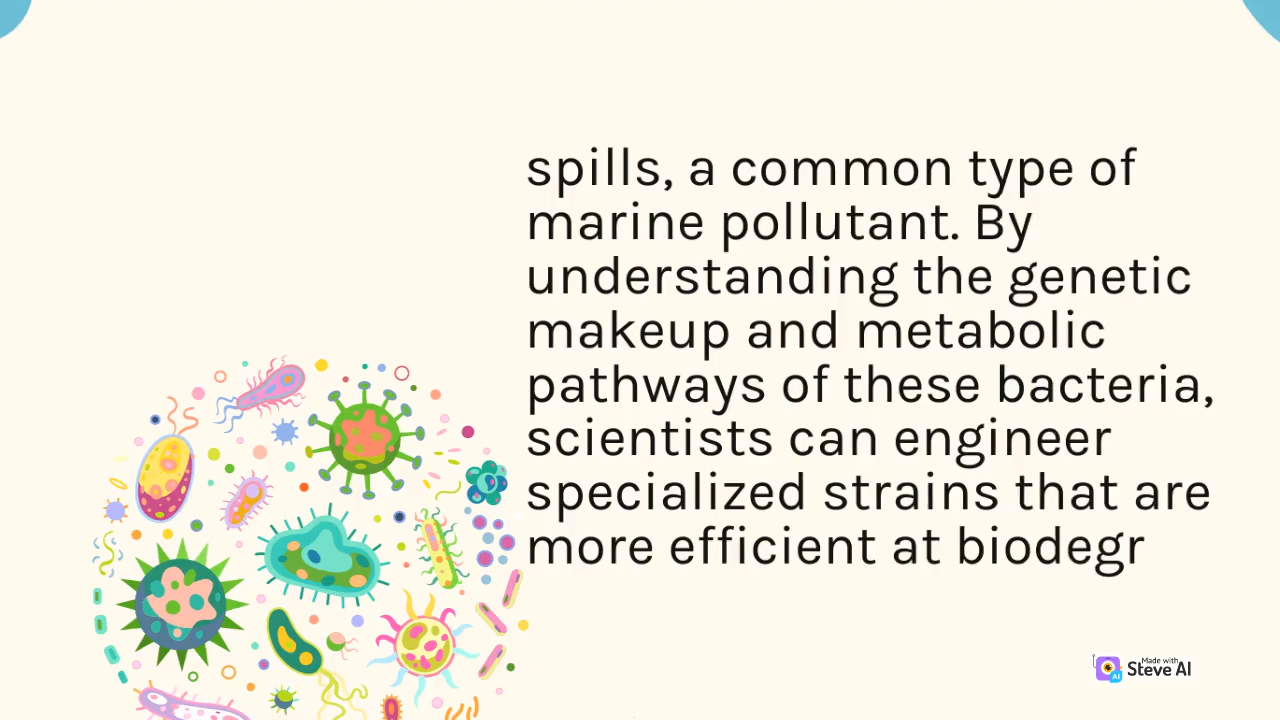 spills, a common type of
marine pollutant. By
understanding the genetic
makeup and metabolic
pathways of these bacteria,
scientists can engineer
specialized strains that are
more efficient at biodegr
Made with
Steve AI
AI